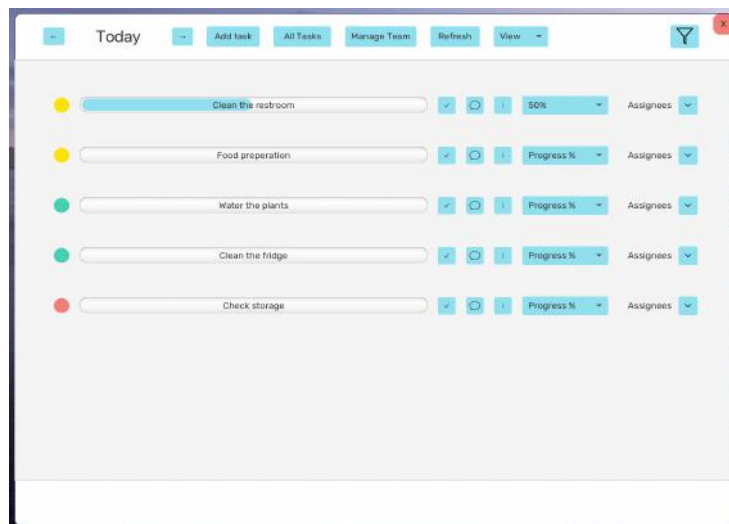 ← Today → Add task All Tasks Manage Team Refresh View X
Clean the restroom ✓ i 50% Assignees
Food preperation ✓ i Progress % Assignees
Water the plants ✓ i Progress % Assignees
Clean the fridge ✓ i Progress % Assignees
Check storage ✓ i Progress % Assignees